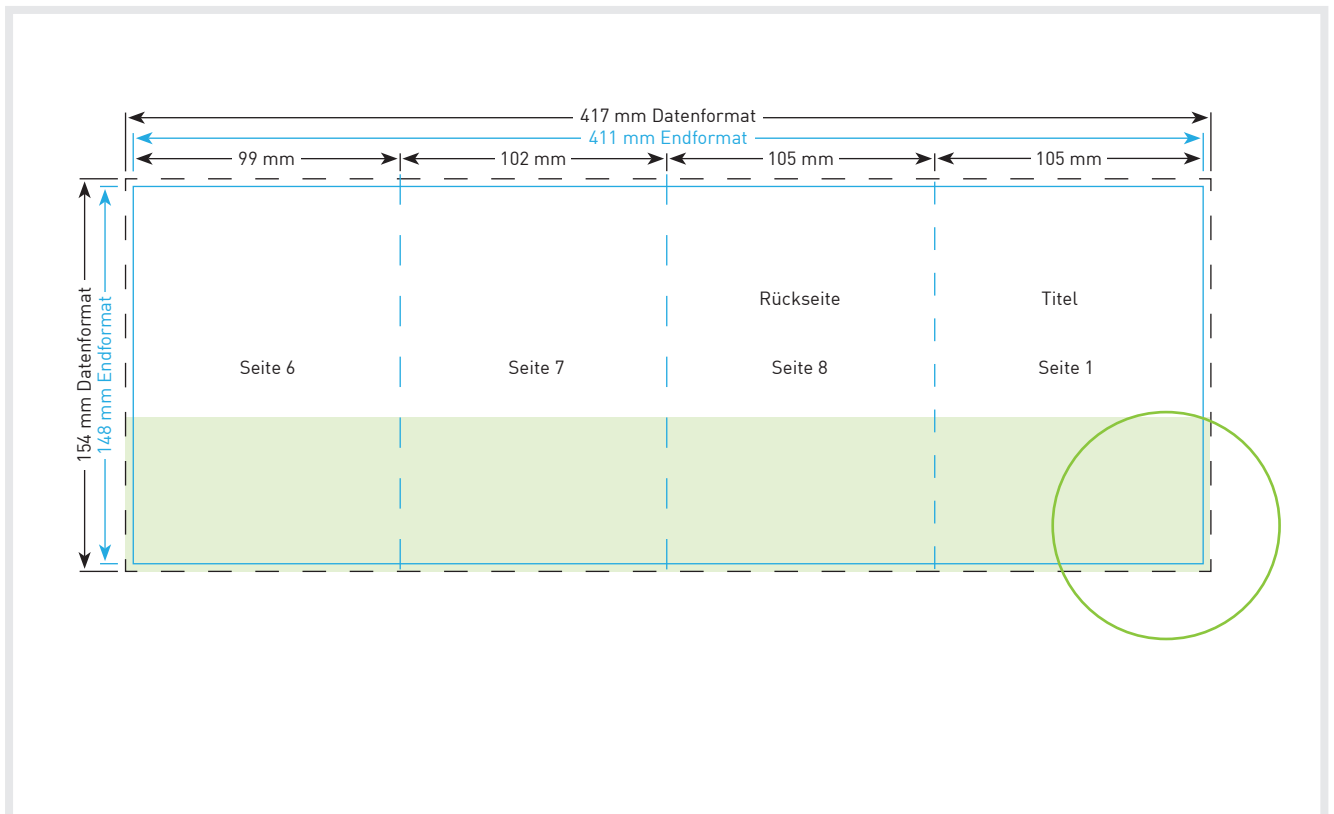 417 mm Datenformat
411 mm Endformat
99 mm
102 mm
105 mm
105 mm
154 mm Datenformat
148 mm Endformat
Rückseite
Titel
Seite 6
Seite 7
Seite 8
Seite 1